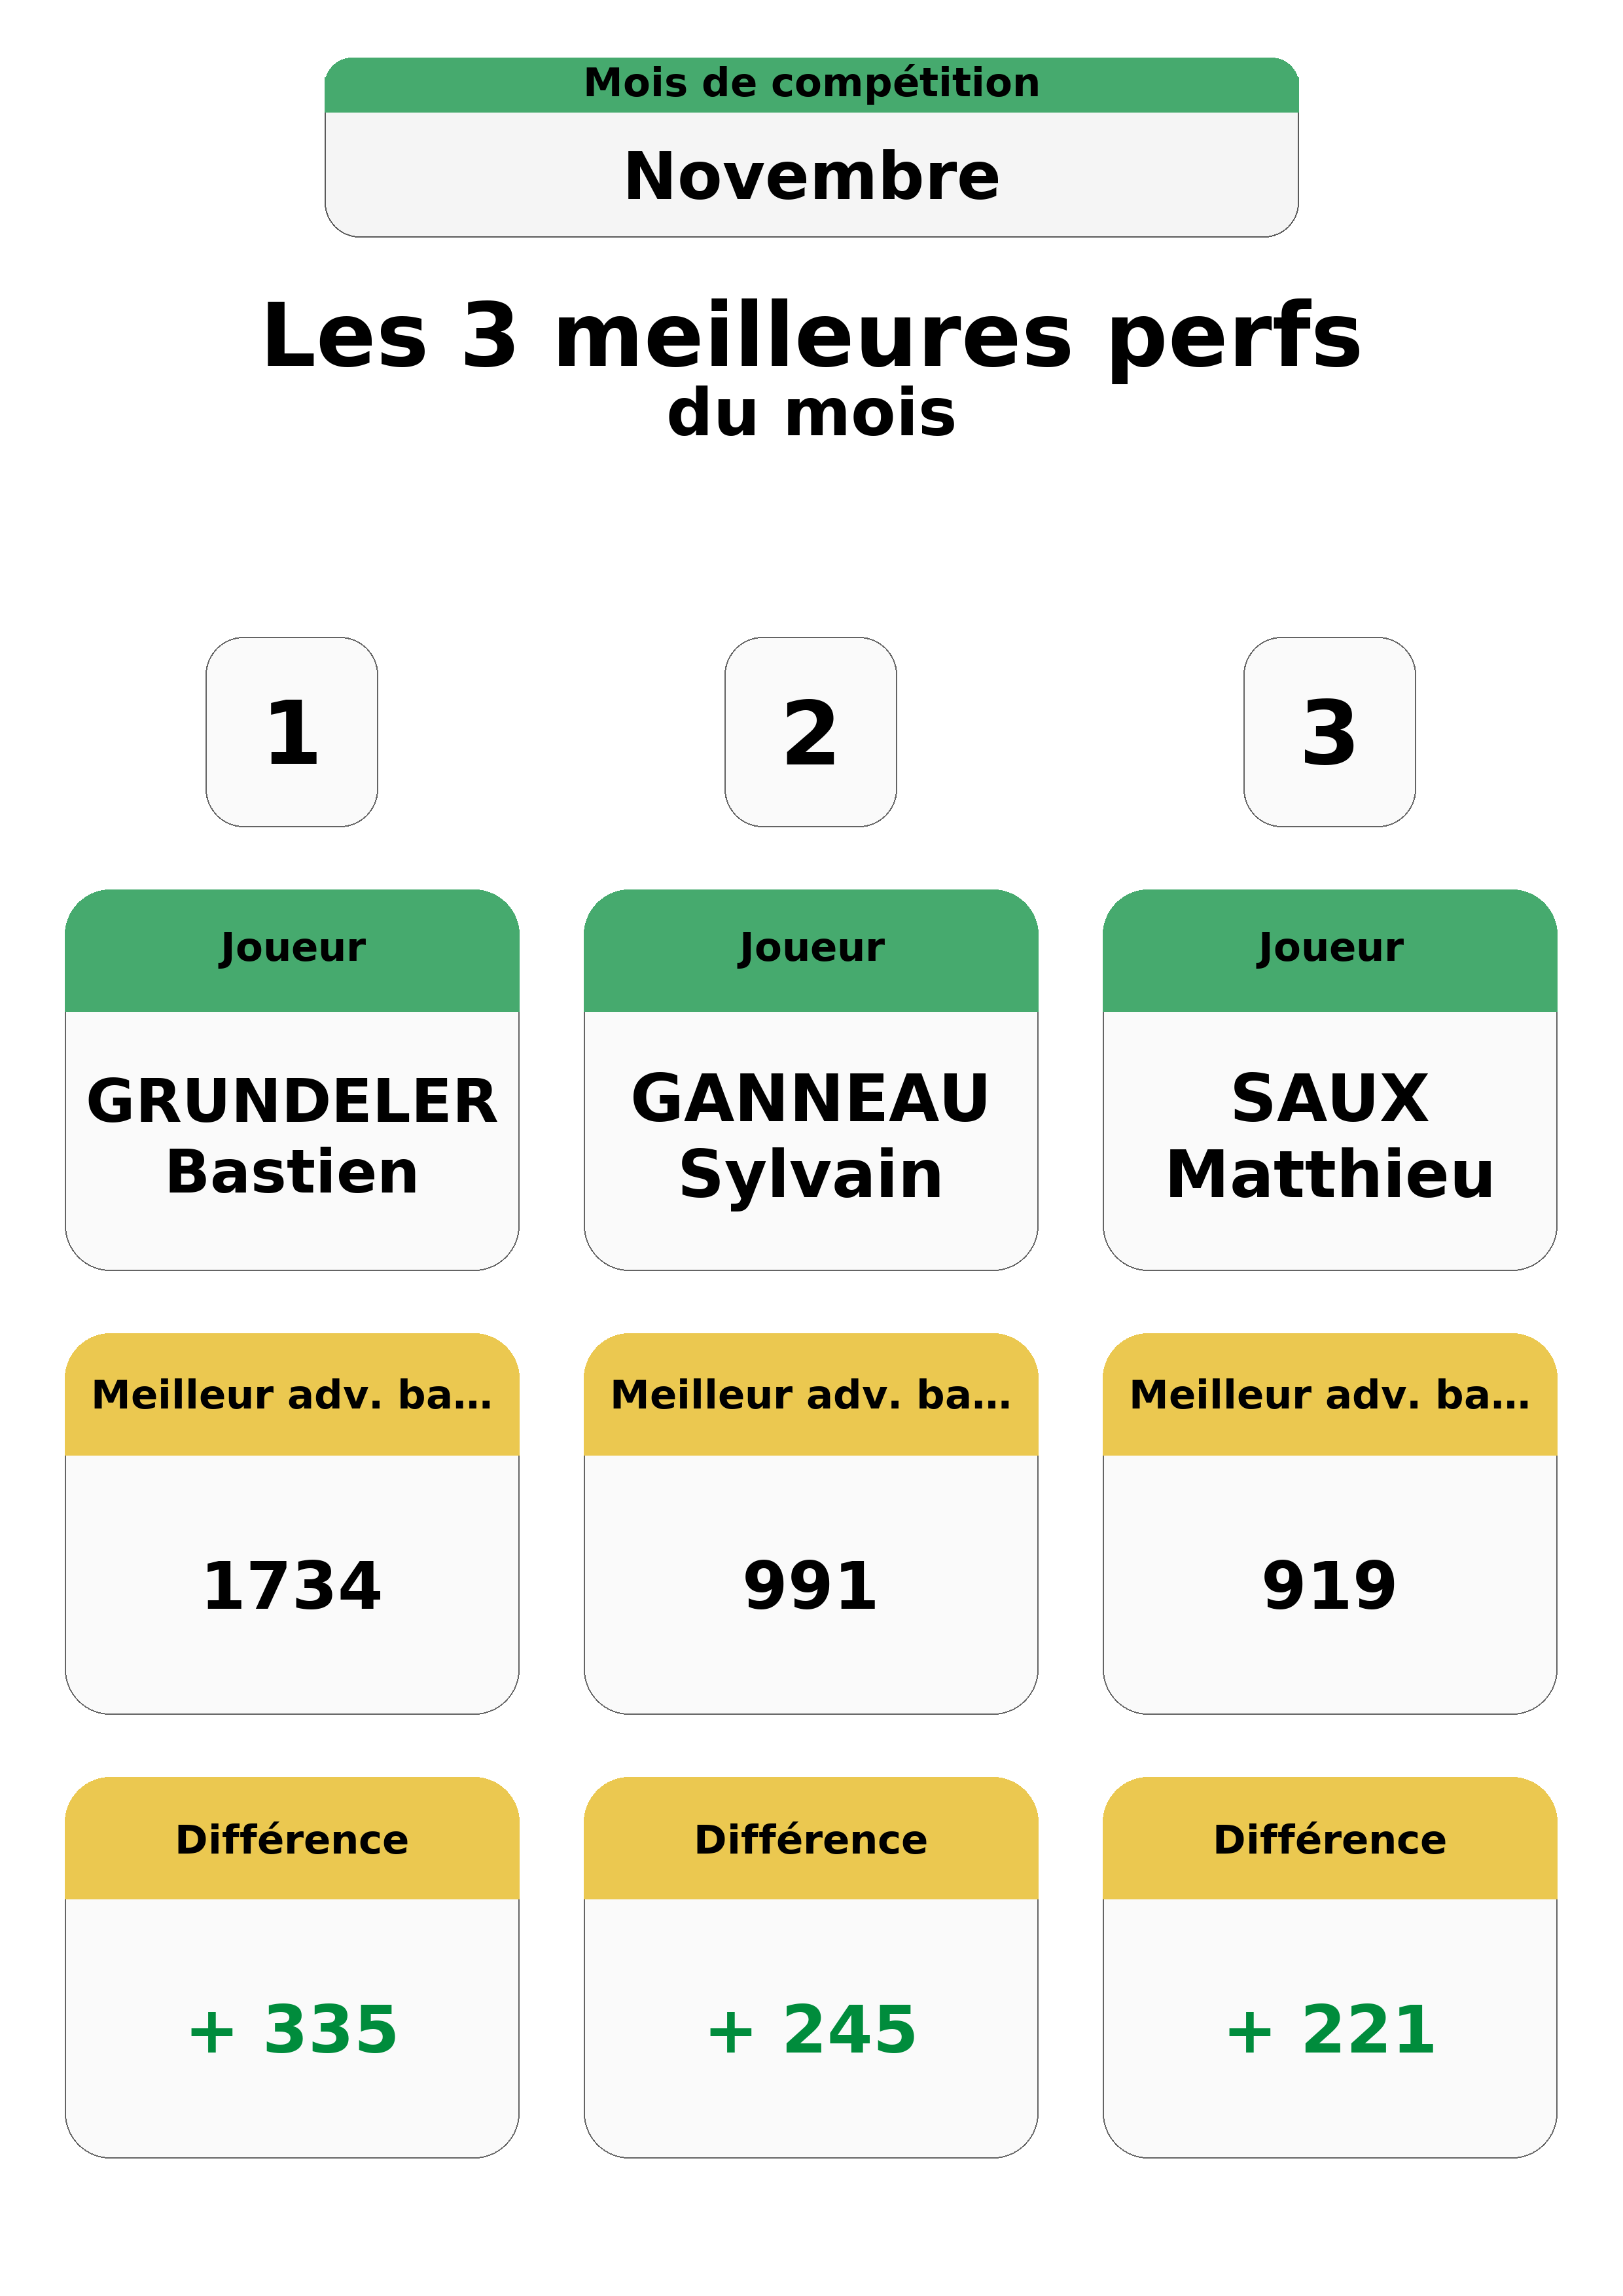 Mois de compétition
Novembre
Les 3 meilleures perfs
du mois
1
2
3
Joueur
Joueur
Joueur
GRUNDELER
Bastien
GANNEAU
Sylvain
SAUX
Matthieu
Meilleur adv. ba...
Meilleur adv. ba...
Meilleur adv. ba...
1734
991
919
Différence
Différence
Différence
+ 335
+ 245
+ 221